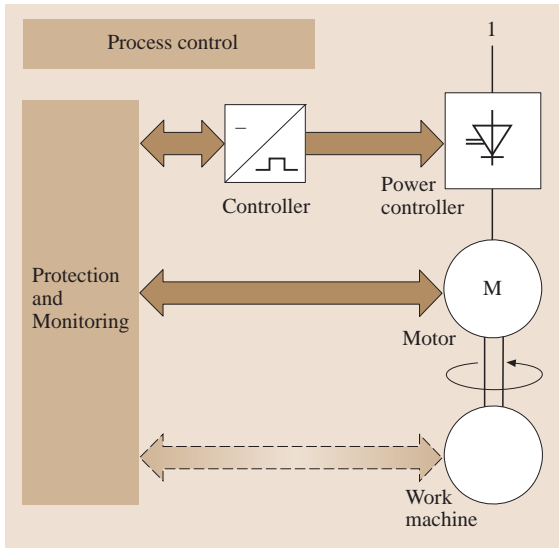 Process control
1
–
Controller
Power
controller
Protection
and
Monitoring
M
Motor
Work
machine